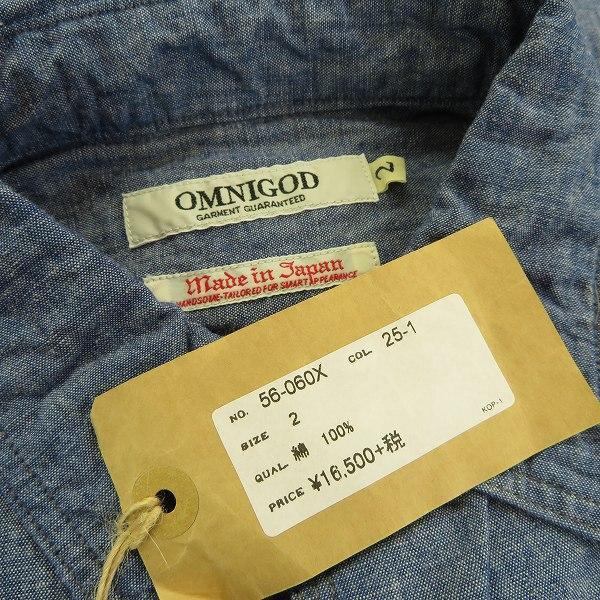 OMNIGOD
GARMENT GUARANTEED
2
Made in Japan
HANDSOME-TAILORED FOR SMART APPEARANCE
NO. 56-060X COL 25-1
SIZE 2
QUAL 綿 100%
PRICE ¥16,500+税
KOP-1